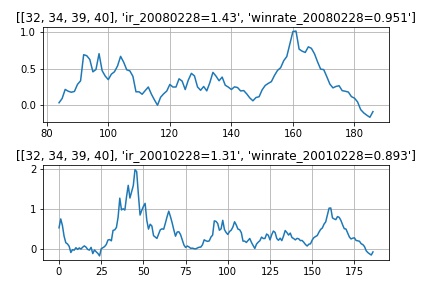 [[32, 34, 39, 40], 'ir_20080228=1.43', 'winrate_20080228=0.951']
1.0
0.5
0.0
80 100 120 140 160 180
[[32, 34, 39, 40], 'ir_20010228=1.31', 'winrate_20010228=0.893']
2
1
0
0 25 50 75 100 125 150 175